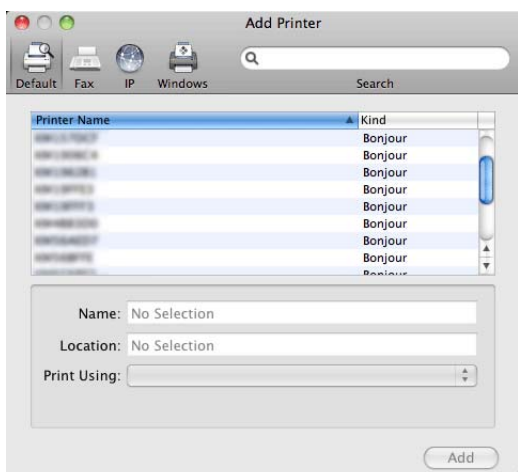 Add Printer
Default Fax IP Windows Search
Printer Name Kind
Bonjour
Bonjour
Bonjour
Bonjour
Bonjour
Bonjour
Bonjour
Bonjour
Bonjour
Name: No Selection
Location: No Selection
Print Using:
Add